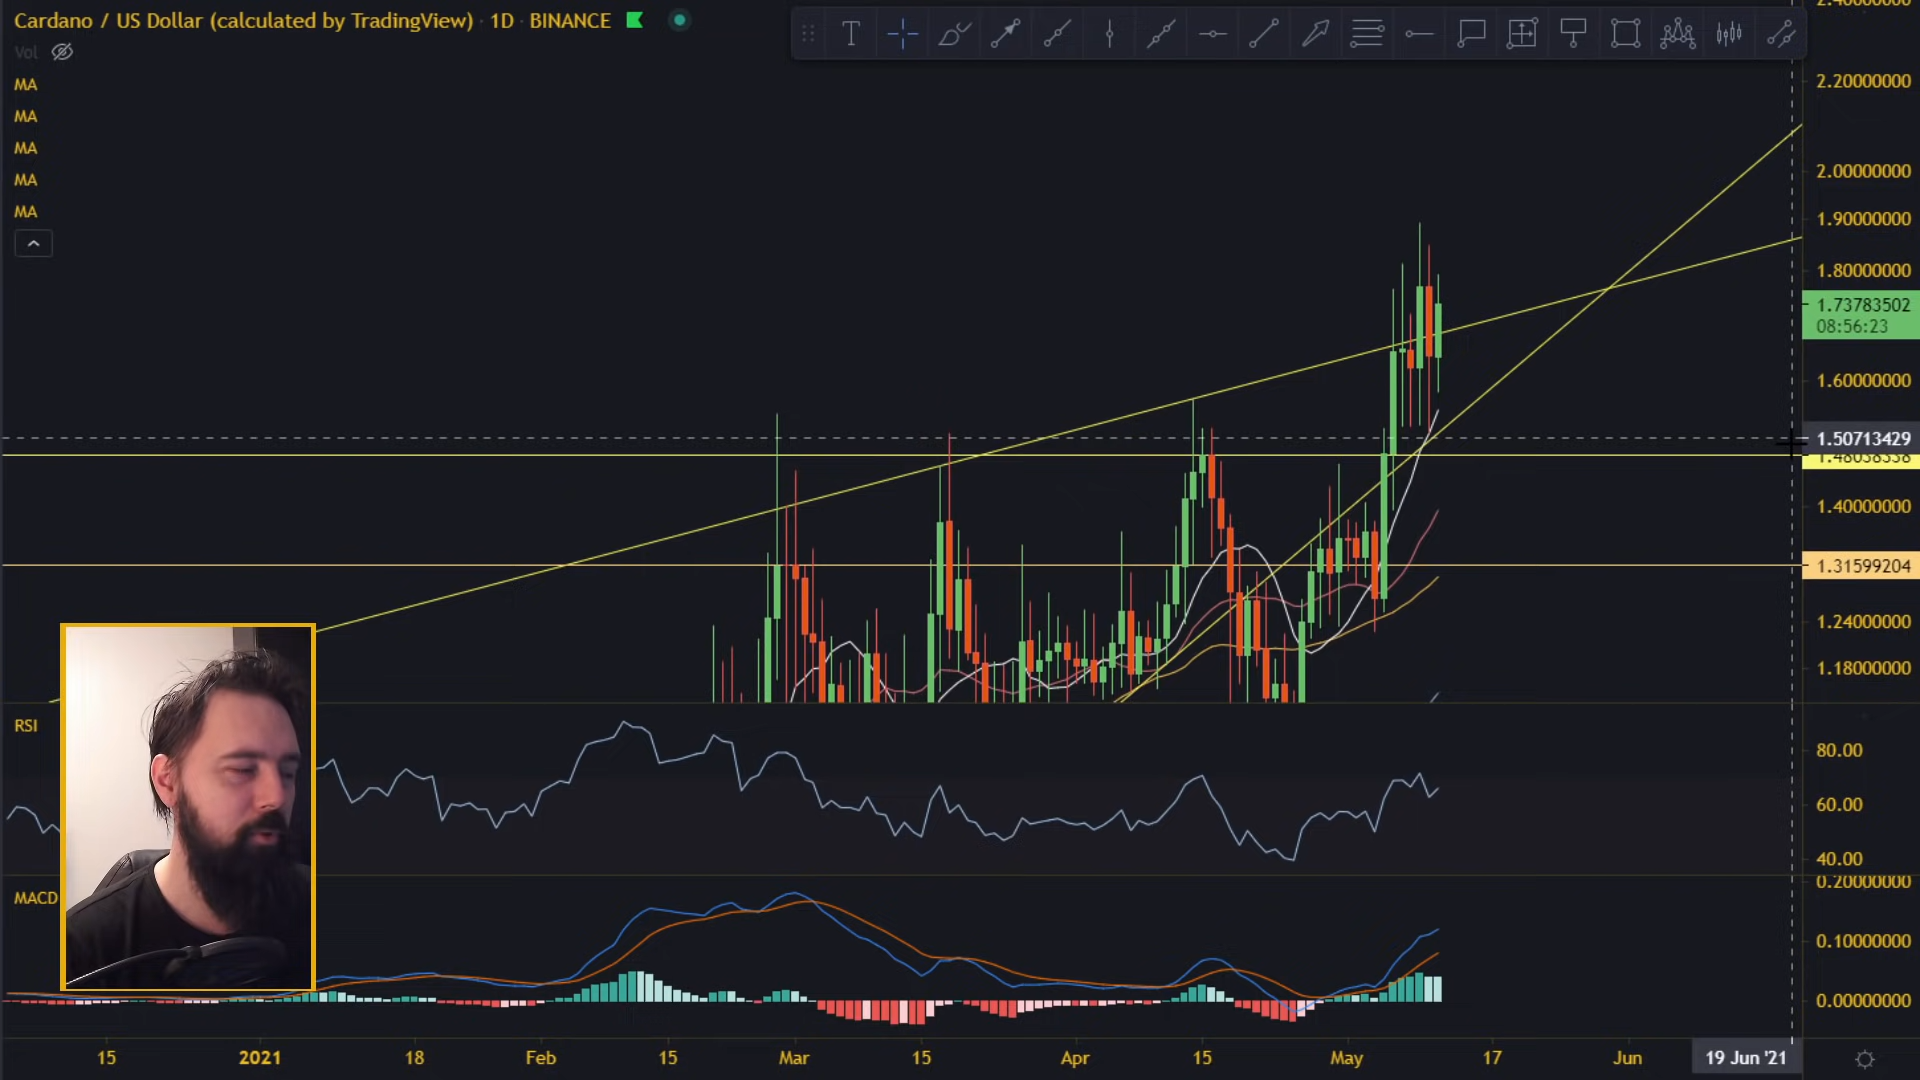 Cardano / US Dollar (calculated by TradingView) · 1D · BINANCE
Vol
MA
MA
MA
MA
MA
2.20000000
2.00000000
1.90000000
1.80000000
1.73783502
08:56:23
1.60000000
1.50713429
1.40000000
1.31599204
1.24000000
1.18000000
RSI
80.00
60.00
40.00
MACD
0.20000000
0.10000000
0.00000000
15
2021
18
Feb
15
Mar
15
Apr
15
May
17
Jun
19 Jun '21